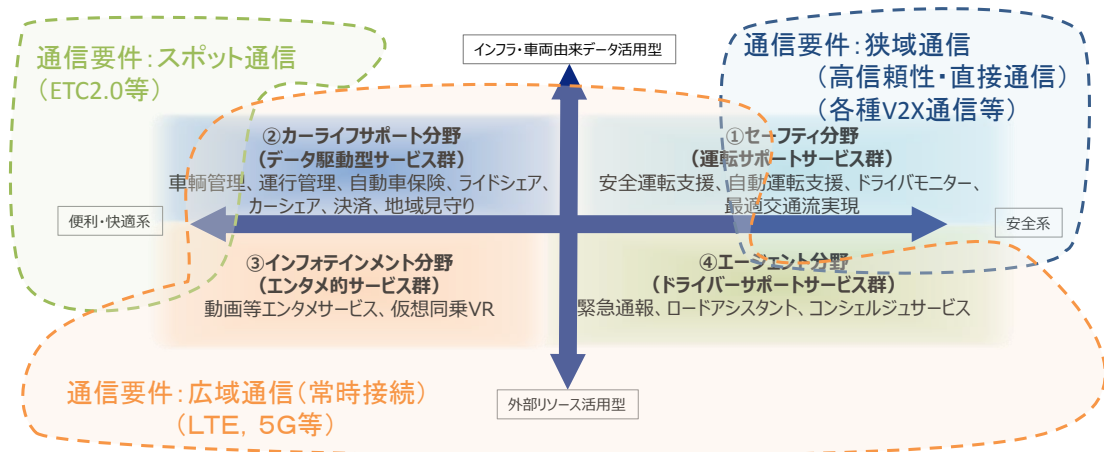 通信要件：スポット通信
（ETC2.0等）
インフラ・車両由来データ活用型
通信要件：狭域通信
（高信頼性・直接通信）
（各種V2X通信等）
②カーライフサポート分野
（データ駆動型サービス群）
車輌管理、運行管理、自動車保険、ライドシェア、
カーシェア、決済、地域見守り
①セーフティ分野
（運転サポートサービス群）
安全運転支援、自動運転支援、ドライバモニター、
最適交通流実現
便利・快適系
安全系
③インフォテインメント分野
（エンタメ的サービス群）
動画等エンタメサービス、仮想同乗VR
④エージェント分野
（ドライバーサポートサービス群）
緊急通報、ロードアシスタント、コンシェルジュサービス
通信要件：広域通信（常時接続）
（ＬＴＥ，５Ｇ等）
外部リソース活用型